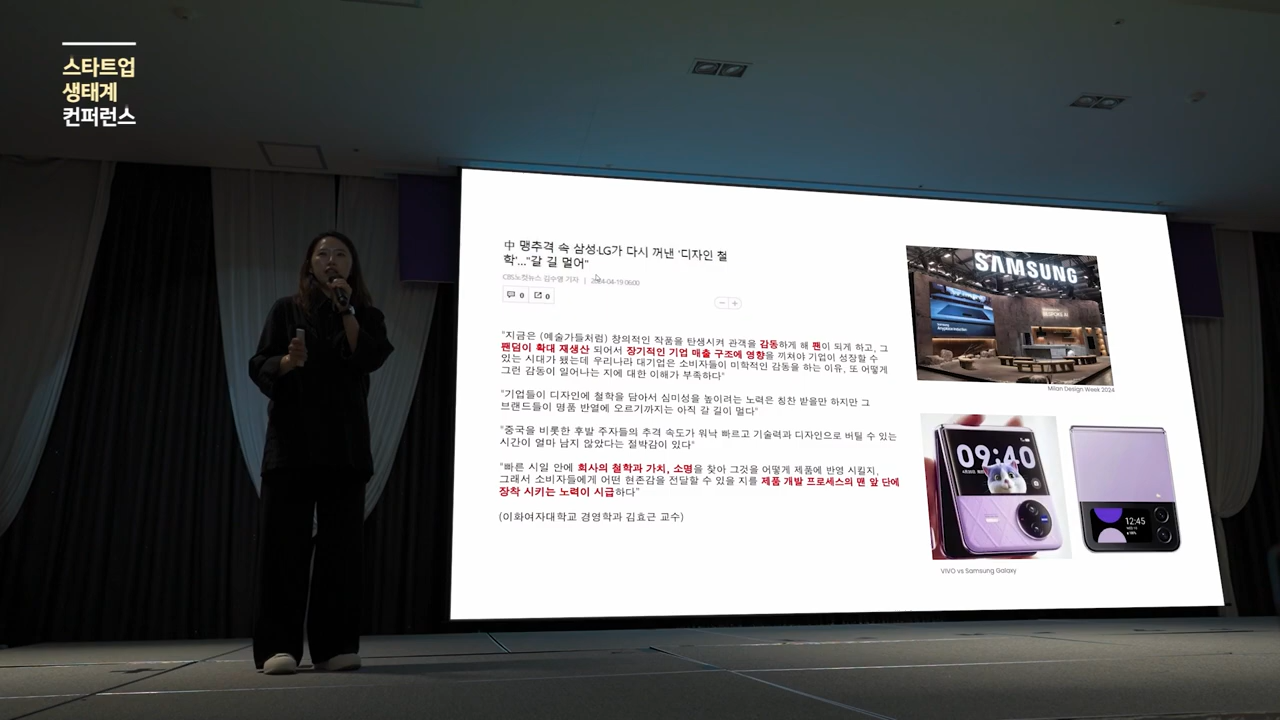 스타트업
생태계
컨퍼런스
中 맹추격 속 삼성·LG가 다시 꺼낸 '디자인 철
학'…"갈 길 멀어"
CBS노컷뉴스 김수영 기자 | 2024-04-19 06:00
0 0
"지금은 (예술가들처럼) 창의적인 작품을 탄생시켜 관객을 감동하게 해 팬이 되게 하고, 그
팬덤이 확대 재생산 되어서 장기적인 기업 매출 구조에 영향을 끼쳐야 기업이 성장할 수
있는 시대가 됐는데 우리나라 대기업은 소비자들이 미학적인 감동을 하는 이유, 또 어떻게
그런 감동이 일어나는 지에 대한 이해가 부족하다"
"기업들이 디자인에 철학을 담아서 심미성을 높이려는 노력은 칭찬 받을만 하지만 그
브랜드들이 명품 반열에 오르기까지는 아직 갈 길이 멀다"
"중국을 비롯한 후발 주자들의 추격 속도가 워낙 빠르고 기술력과 디자인으로 버틸 수 있는
시간이 얼마 남지 않았다는 절박감이 있다"
"빠른 시일 안에 회사의 철학과 가치, 소명을 찾아 그것을 어떻게 제품에 반영 시킬지,
그래서 소비자들에게 어떤 현존감을 전달할 수 있을 지를 제품 개발 프로세스의 맨 앞 단에
장착 시키는 노력이 시급하다"
(이화여자대학교 경영학과 김효근 교수)
SAMSUNG
BESPOKE AI
Milan Design Week 2024
09:40
12:45
VIVO vs Samsung Galaxy